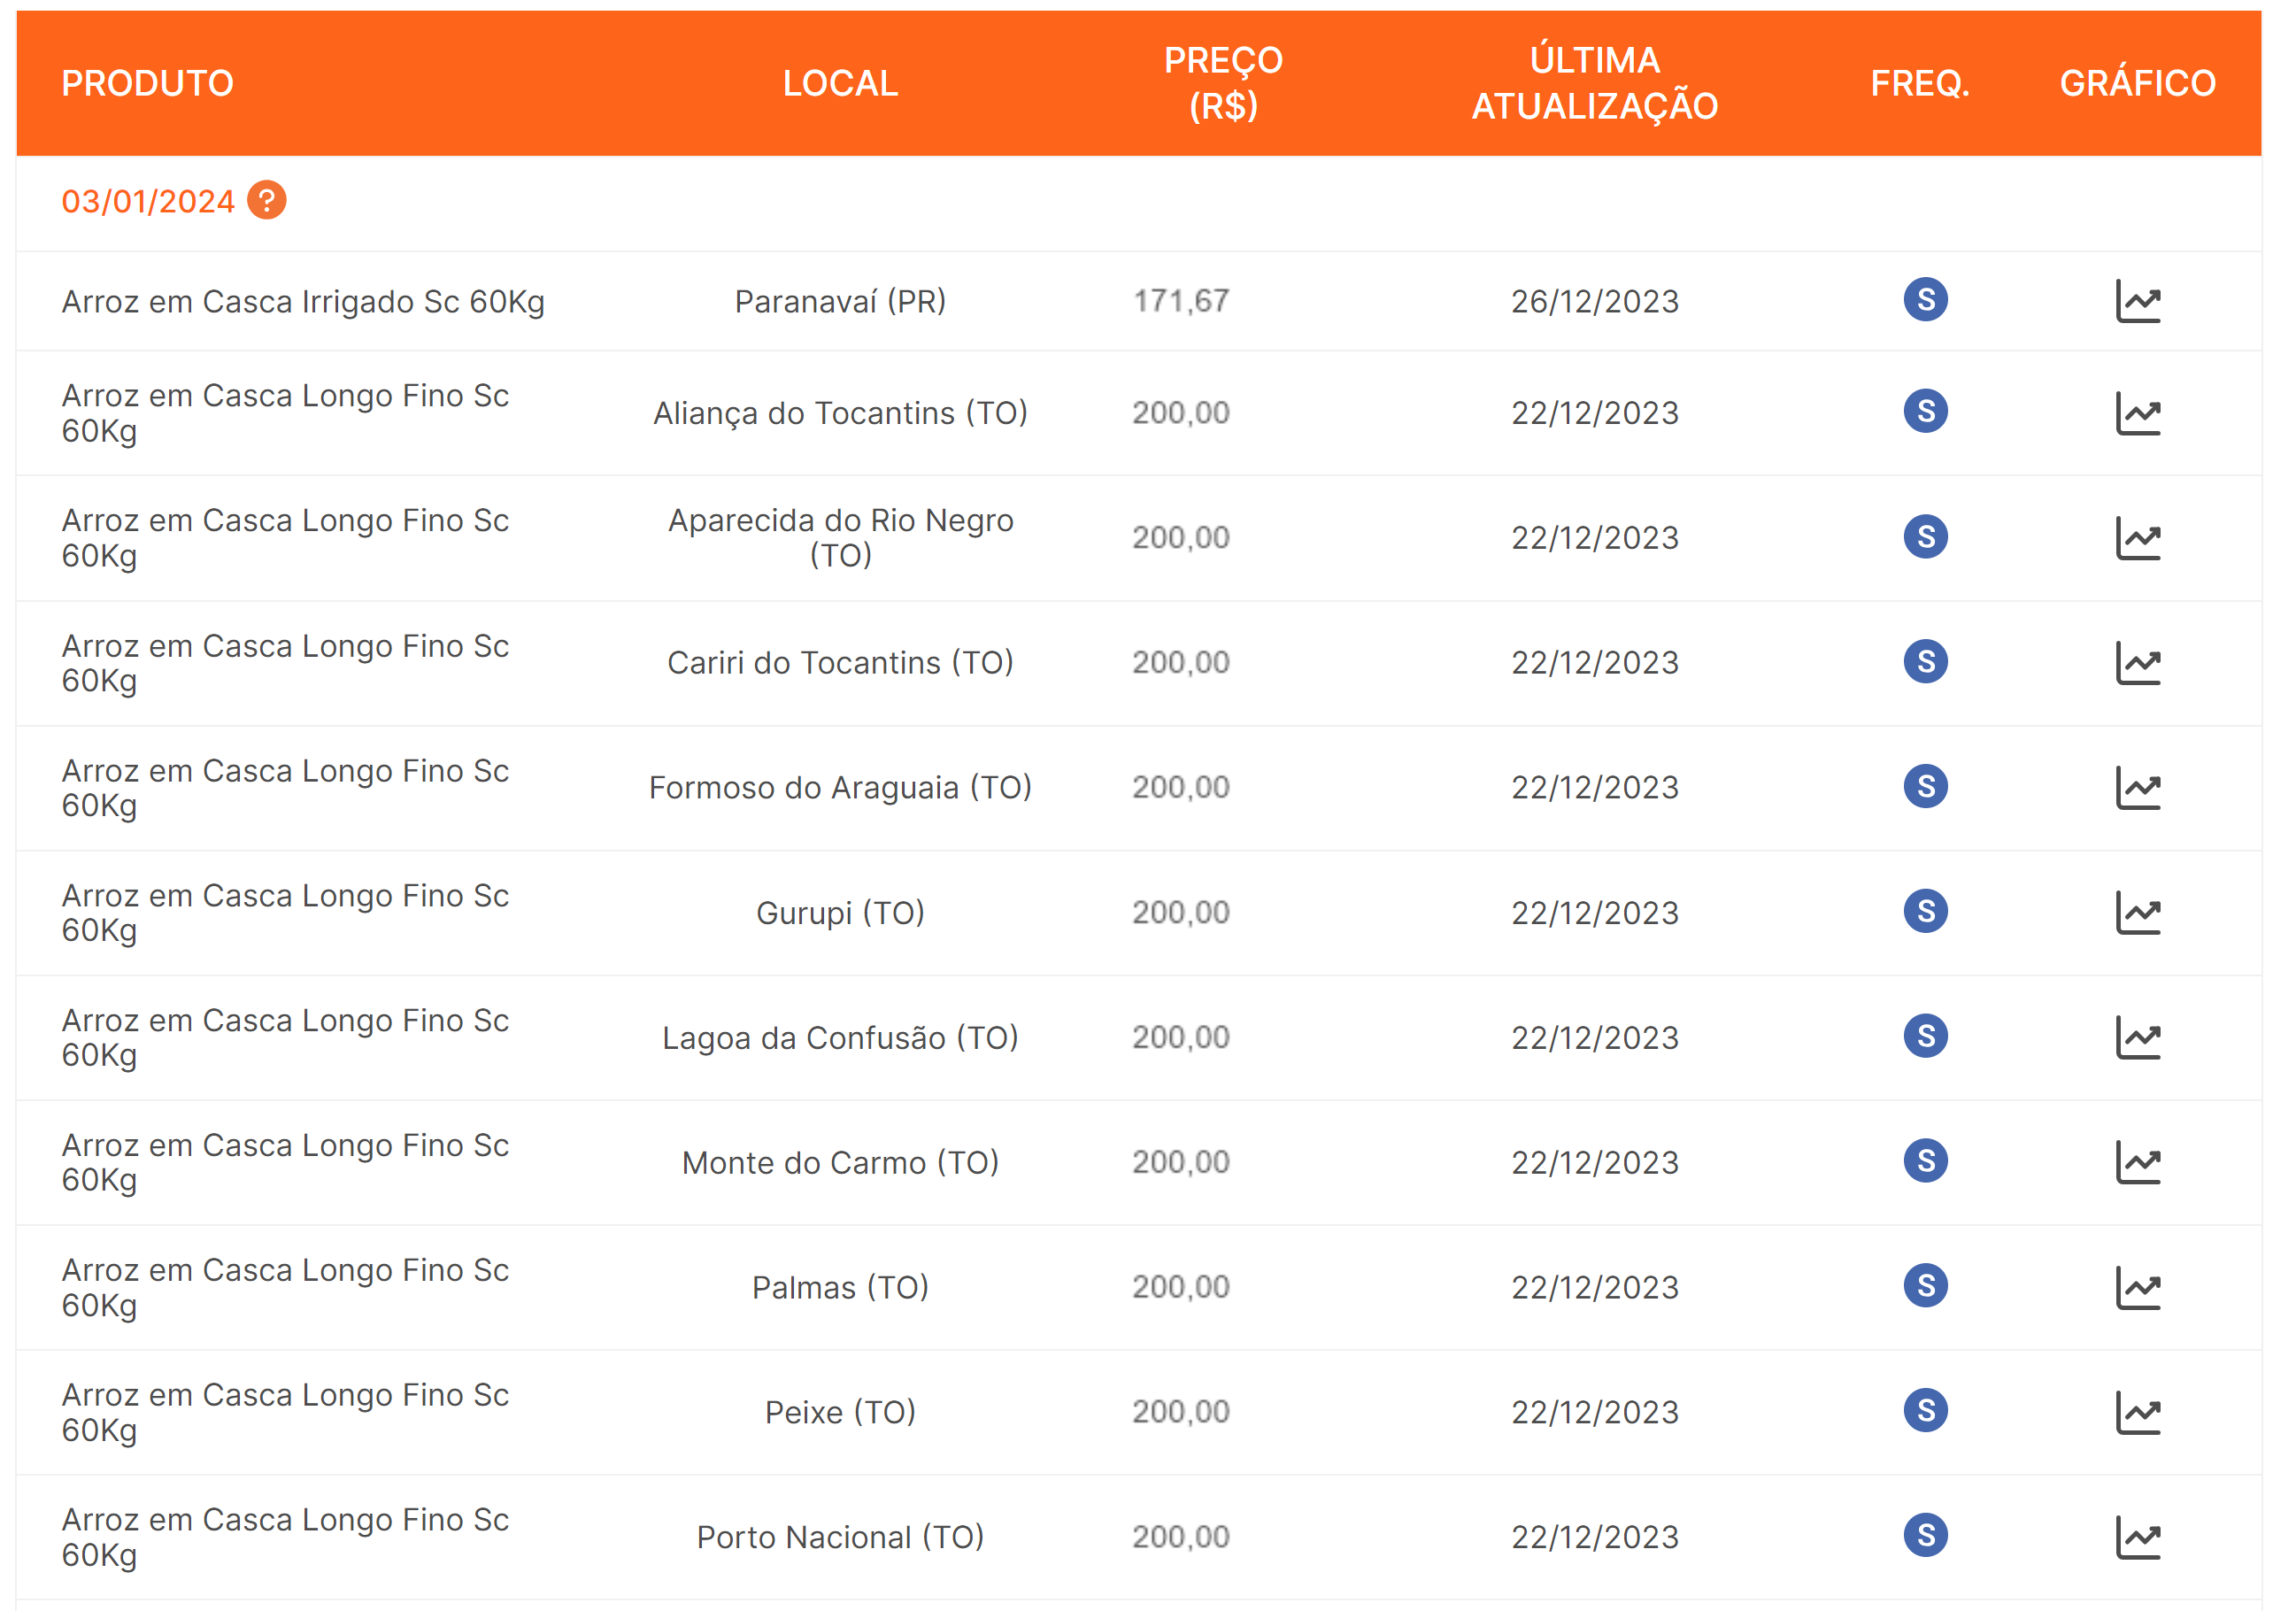 PRODUTO LOCAL PREÇO (R$) ÚLTIMA ATUALIZAÇÃO FREQ. GRÁFICO
03/01/2024 ?
Arroz em Casca Irrigado Sc 60Kg Paranavaí (PR) 171,67 26/12/2023 S
Arroz em Casca Longo Fino Sc 60Kg Aliança do Tocantins (TO) 200,00 22/12/2023 S
Arroz em Casca Longo Fino Sc 60Kg Aparecida do Rio Negro (TO) 200,00 22/12/2023 S
Arroz em Casca Longo Fino Sc 60Kg Cariri do Tocantins (TO) 200,00 22/12/2023 S
Arroz em Casca Longo Fino Sc 60Kg Formoso do Araguaia (TO) 200,00 22/12/2023 S
Arroz em Casca Longo Fino Sc 60Kg Gurupi (TO) 200,00 22/12/2023 S
Arroz em Casca Longo Fino Sc 60Kg Lagoa da Confusão (TO) 200,00 22/12/2023 S
Arroz em Casca Longo Fino Sc 60Kg Monte do Carmo (TO) 200,00 22/12/2023 S
Arroz em Casca Longo Fino Sc 60Kg Palmas (TO) 200,00 22/12/2023 S
Arroz em Casca Longo Fino Sc 60Kg Peixe (TO) 200,00 22/12/2023 S
Arroz em Casca Longo Fino Sc 60Kg Porto Nacional (TO) 200,00 22/12/2023 S